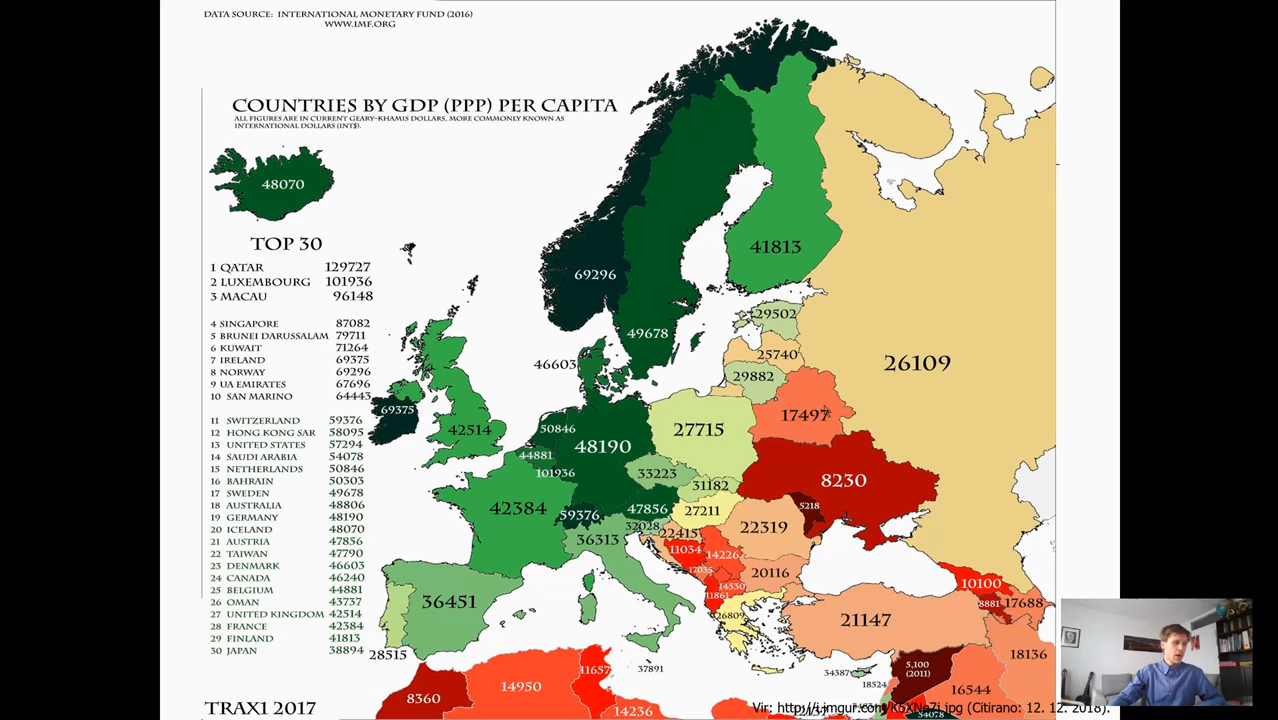 DATA SOURCE: INTERNATIONAL MONETARY FUND (2016)
WWW.IMF.ORG
COUNTRIES BY GDP (PPP) PER CAPITA
ALL FIGURES ARE IN CURRENT GEARY-KHAMIS DOLLARS, MORE COMMONLY KNOWN AS
INTERNATIONAL DOLLARS (INT$).
48070
TOP 30
1 QATAR 129727
2 LUXEMBOURG 101936
3 MACAU 96148
4 SINGAPORE 87082
5 BRUNEI DARUSSALAM 79711
6 KUWAIT 71264
7 IRELAND 69375
8 NORWAY 69296
9 UA EMIRATES 67696
10 SAN MARINO 64443
11 SWITZERLAND 59376
12 HONG KONG SAR 58095
13 UNITED STATES 57294
14 SAUDI ARABIA 54078
15 NETHERLANDS 50846
16 BAHRAIN 50303
17 SWEDEN 49678
18 AUSTRALIA 48806
19 GERMANY 48190
20 ICELAND 48070
21 AUSTRIA 47856
22 TAIWAN 47790
23 DENMARK 46603
24 CANADA 46240
25 BELGIUM 44881
26 OMAN 43737
27 UNITED KINGDOM 42514
28 FRANCE 42384
29 FINLAND 41813
30 JAPAN 38894
TRAX1 2017
41813
69296
49678
29502
25740
29882
46603
26109
69375
42514
50846
44881
101936
48190
27715
17497
33223
31182
8230
5218
42384
59376
47856
27211
32028
22415
22319
36313
11034
14226
17035
14530
11861
20116
26809
36451
28515
21147
10100
8881
17688
18136
8360
14950
11657
14236
37891
34387
18524
5,100
(2011)
16544
54078
Vir: http://i.imgur.com/K6XNa7j.jpg (Citirano: 12. 12. 2018).